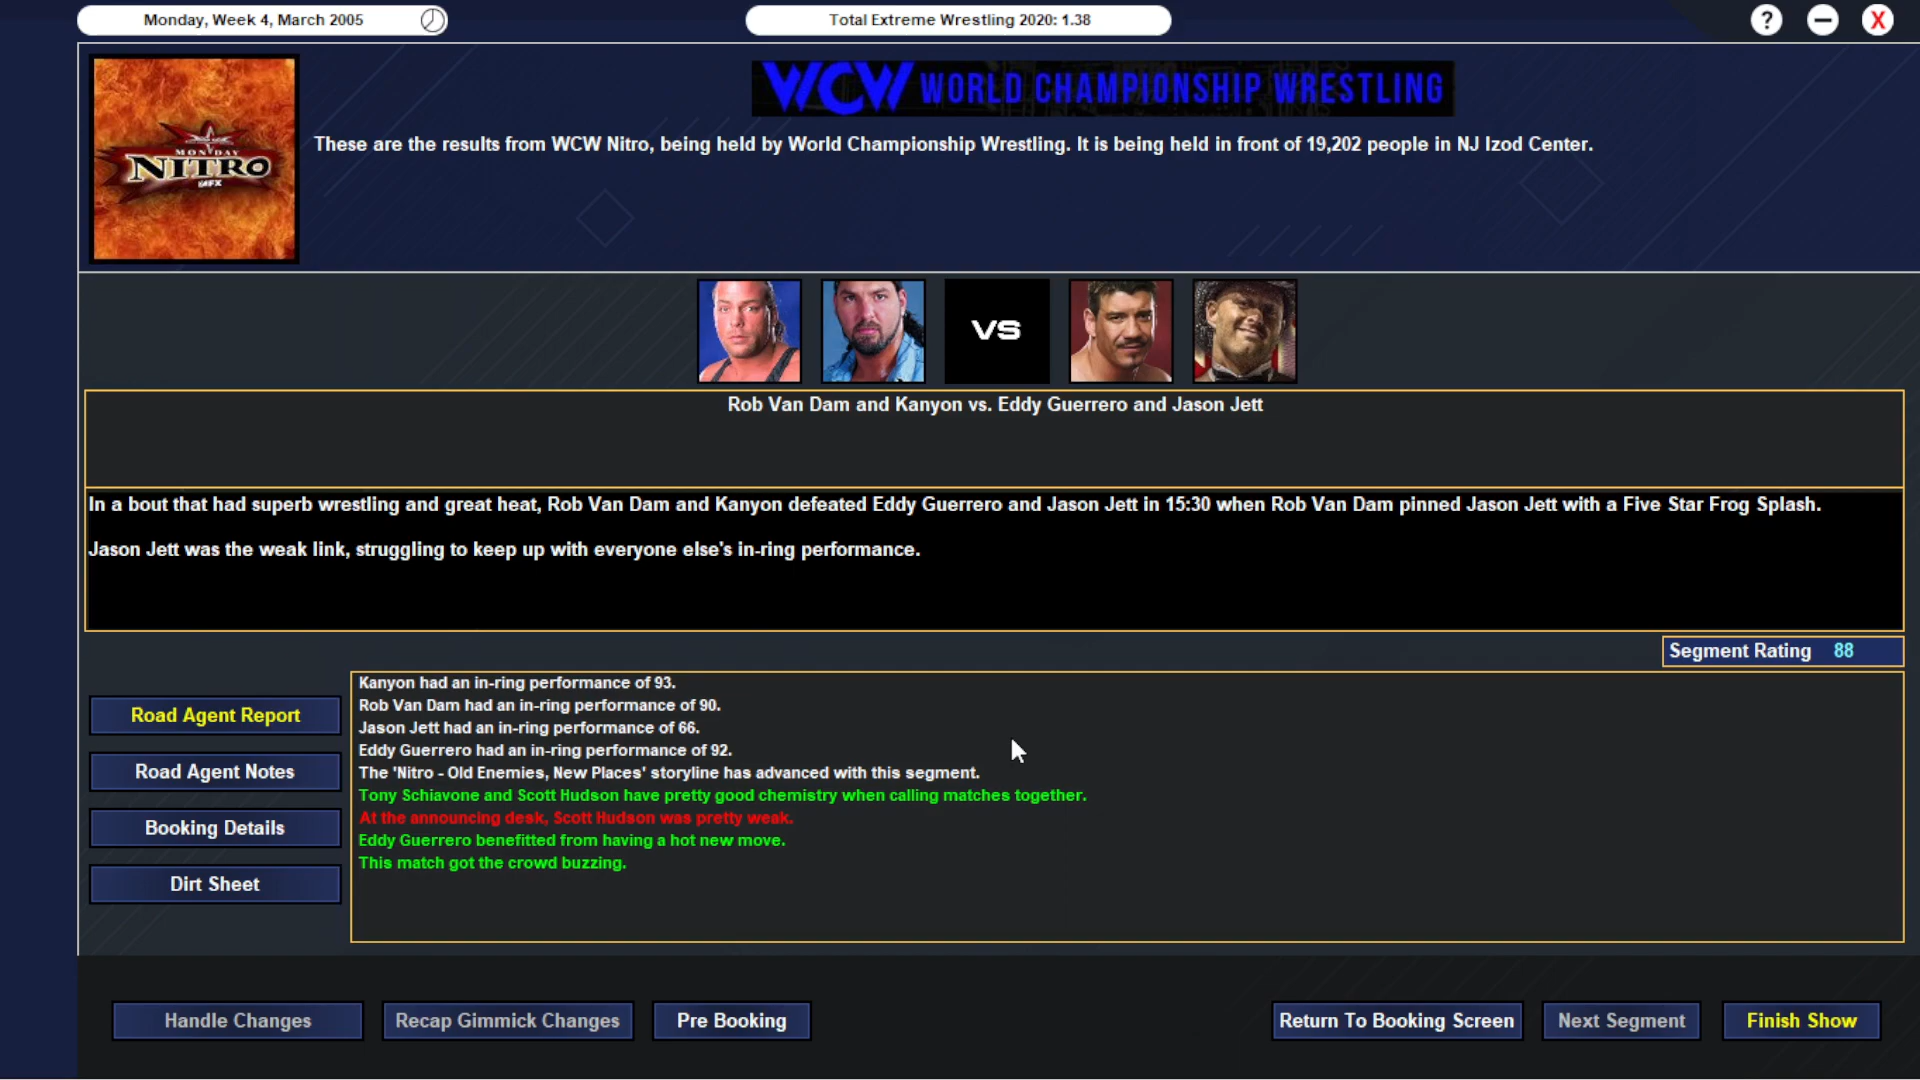 Monday, Week 4, March 2005
Total Extreme Wrestling 2020: 1.38
?
X
MONDAY
NITRO
WCW WORLD CHAMPIONSHIP WRESTLING
These are the results from WCW Nitro, being held by World Championship Wrestling. It is being held in front of 19,202 people in NJ Izod Center.
VS
Rob Van Dam and Kanyon vs. Eddy Guerrero and Jason Jett
In a bout that had superb wrestling and great heat, Rob Van Dam and Kanyon defeated Eddy Guerrero and Jason Jett in 15:30 when Rob Van Dam pinned Jason Jett with a Five Star Frog Splash.
Jason Jett was the weak link, struggling to keep up with everyone else's in-ring performance.
Segment Rating 88
Road Agent Report
Road Agent Notes
Booking Details
Dirt Sheet
Kanyon had an in-ring performance of 93.
Rob Van Dam had an in-ring performance of 90.
Jason Jett had an in-ring performance of 66.
Eddy Guerrero had an in-ring performance of 92.
The 'Nitro - Old Enemies, New Places' storyline has advanced with this segment.
Tony Schiavone and Scott Hudson have pretty good chemistry when calling matches together.
At the announcing desk, Scott Hudson was pretty weak.
Eddy Guerrero benefitted from having a hot new move.
This match got the crowd buzzing.
Handle Changes
Recap Gimmick Changes
Pre Booking
Return To Booking Screen
Next Segment
Finish Show